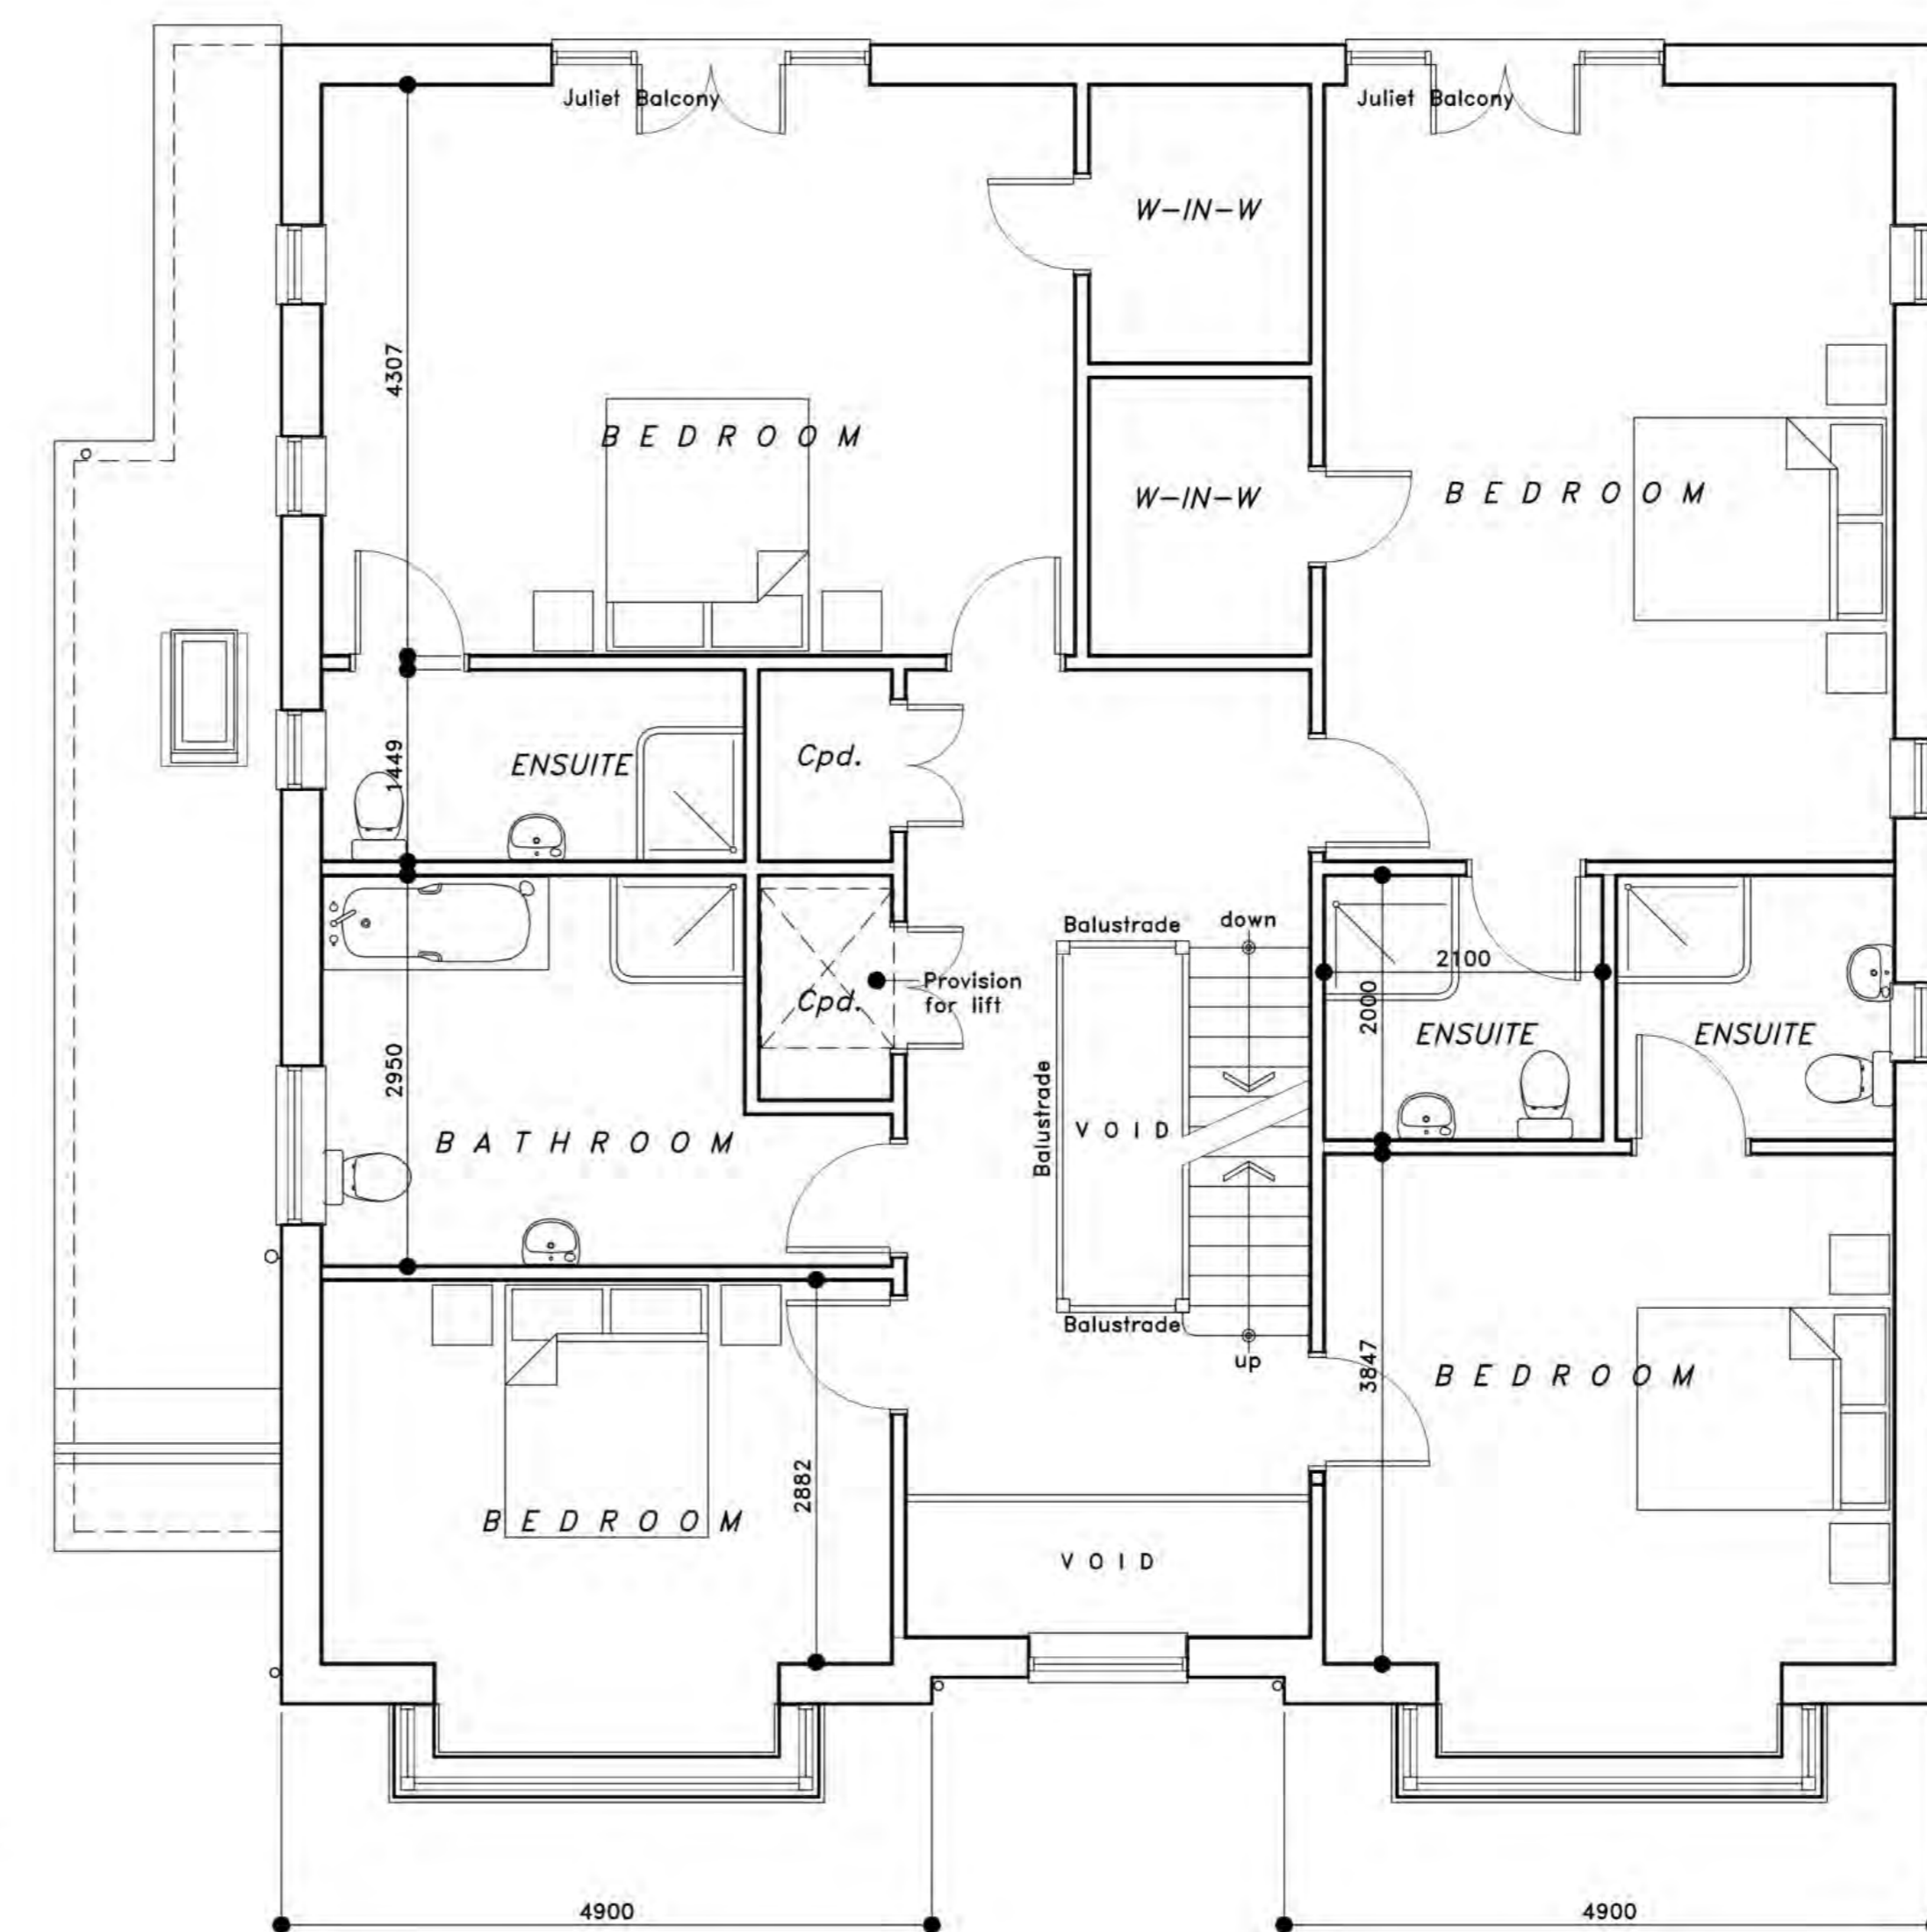 Juliet Balcony
Juliet Balcony
W-IN-W
4307
BEDROOM
W-IN-W
BEDROOM
1449
ENSUITE
Cpd.
Balustrade
down
2100
Provision
for lift
Cpd.
2000
ENSUITE
ENSUITE
2950
Balustrade
VOID
BATHROOM
Balustrade
up
3847
BEDROOM
2882
BEDROOM
VOID
4900
4900